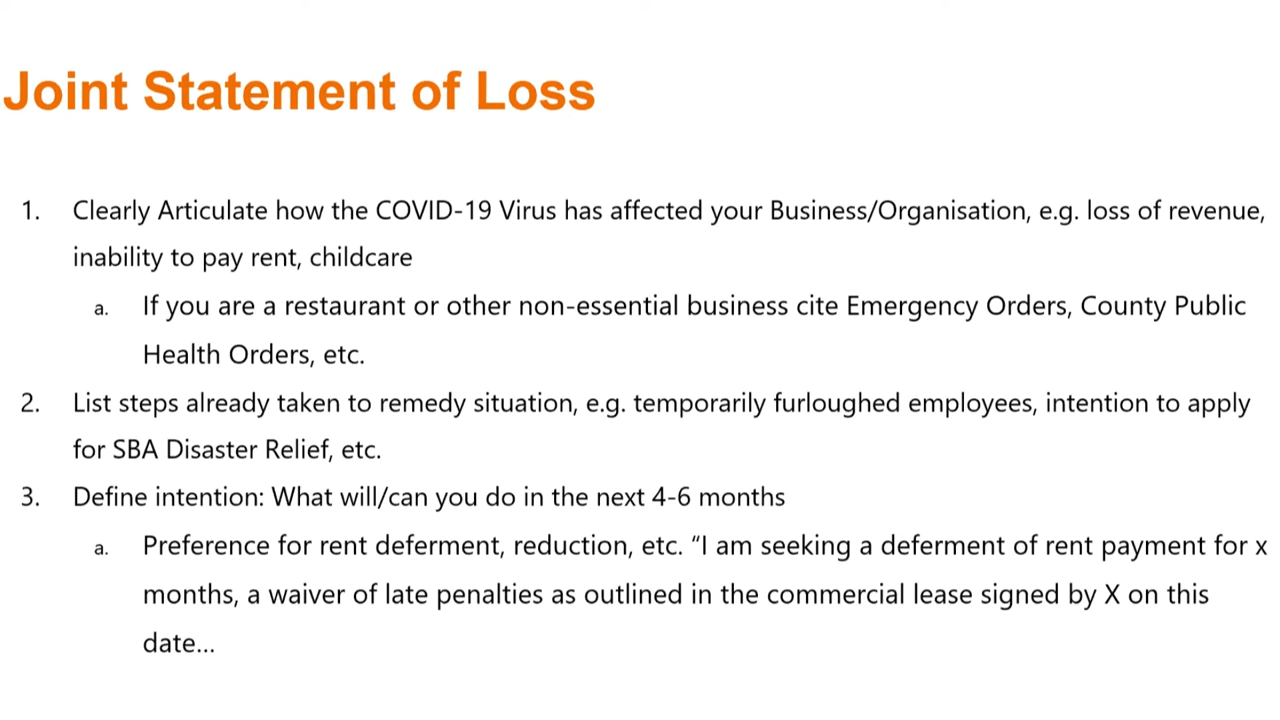 Joint Statement of Loss
1. Clearly Articulate how the COVID-19 Virus has affected your Business/Organisation, e.g. loss of revenue,
inability to pay rent, childcare
a. If you are a restaurant or other non-essential business cite Emergency Orders, County Public
Health Orders, etc.
2. List steps already taken to remedy situation, e.g. temporarily furloughed employees, intention to apply
for SBA Disaster Relief, etc.
3. Define intention: What will/can you do in the next 4-6 months
a. Preference for rent deferment, reduction, etc. “I am seeking a deferment of rent payment for x
months, a waiver of late penalties as outlined in the commercial lease signed by X on this
date...